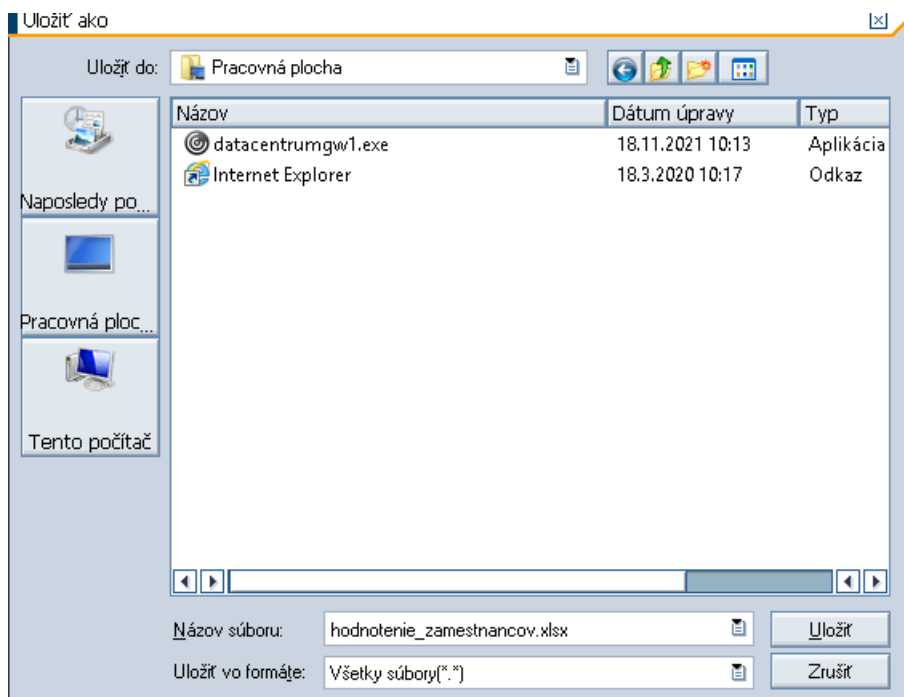 Uložiť ako
Uložiť do: Pracovná plocha
Názov Dátum úpravy Typ
datacentrumgw1.exe 18.11.2021 10:13 Aplikácia
Internet Explorer 18.3.2020 10:17 Odkaz
Naposledy po...
Pracovná ploc...
Tento počítač
Názov súboru: hodnotenie_zamestnancov.xlsx Uložiť
Uložiť vo formáte: Všetky súbory(*.*) Zrušiť